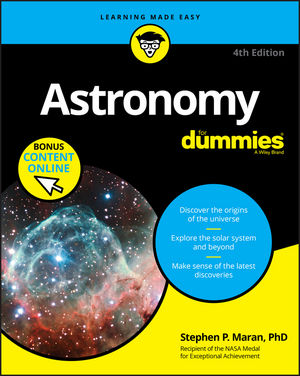 LEARNING MADE EASY
4th Edition
Astronomy
for
dummies
A Wiley Brand
BONUS
CONTENT
ONLINE
Discover the origins
of the universe
Explore the solar system
and beyond
Make sense of the latest
discoveries
Stephen P. Maran, PhD
Recipient of the NASA Medal
for Exceptional Achievement